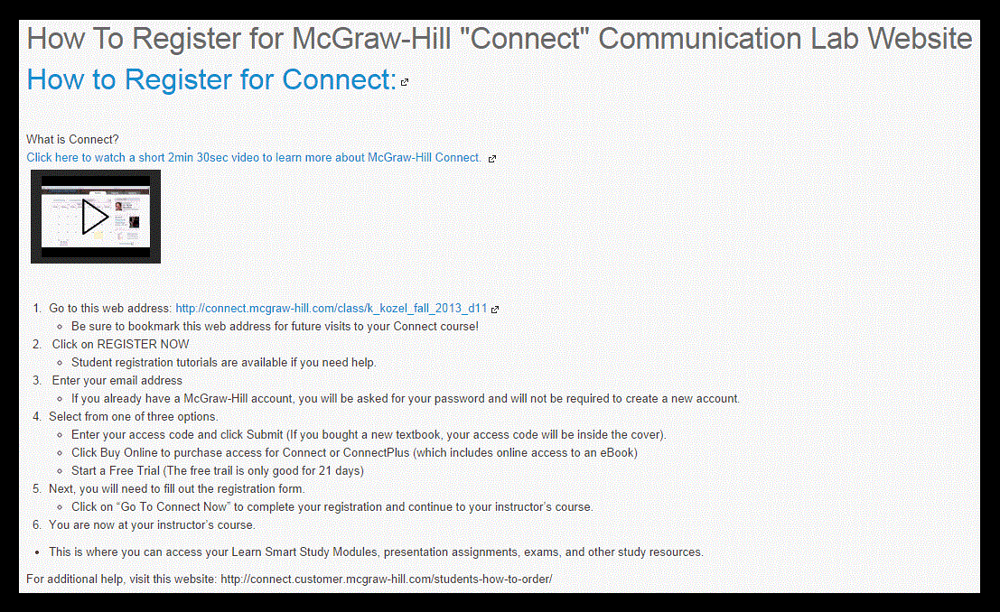 How To Register for McGraw-Hill "Connect" Communication Lab Website
How to Register for Connect:
What is Connect?
Click here to watch a short 2min 30sec video to learn more about McGraw-Hill Connect.
1. Go to this web address: http://connect.mcgraw-hill.com/class/k_kozel_fall_2013_d11
Be sure to bookmark this web address for future visits to your Connect course!
2. Click on REGISTER NOW
Student registration tutorials are available if you need help.
3. Enter your email address
If you already have a McGraw-Hill account, you will be asked for your password and will not be required to create a new account.
4. Select from one of three options.
Enter your access code and click Submit (If you bought a new textbook, your access code will be inside the cover).
Click Buy Online to purchase access for Connect or ConnectPlus (which includes online access to an eBook)
Start a Free Trial (The free trail is only good for 21 days)
5. Next, you will need to fill out the registration form.
Click on “Go To Connect Now” to complete your registration and continue to your instructor’s course.
6. You are now at your instructor’s course.
This is where you can access your Learn Smart Study Modules, presentation assignments, exams, and other study resources.
For additional help, visit this website: http://connect.customer.mcgraw-hill.com/students-how-to-order/